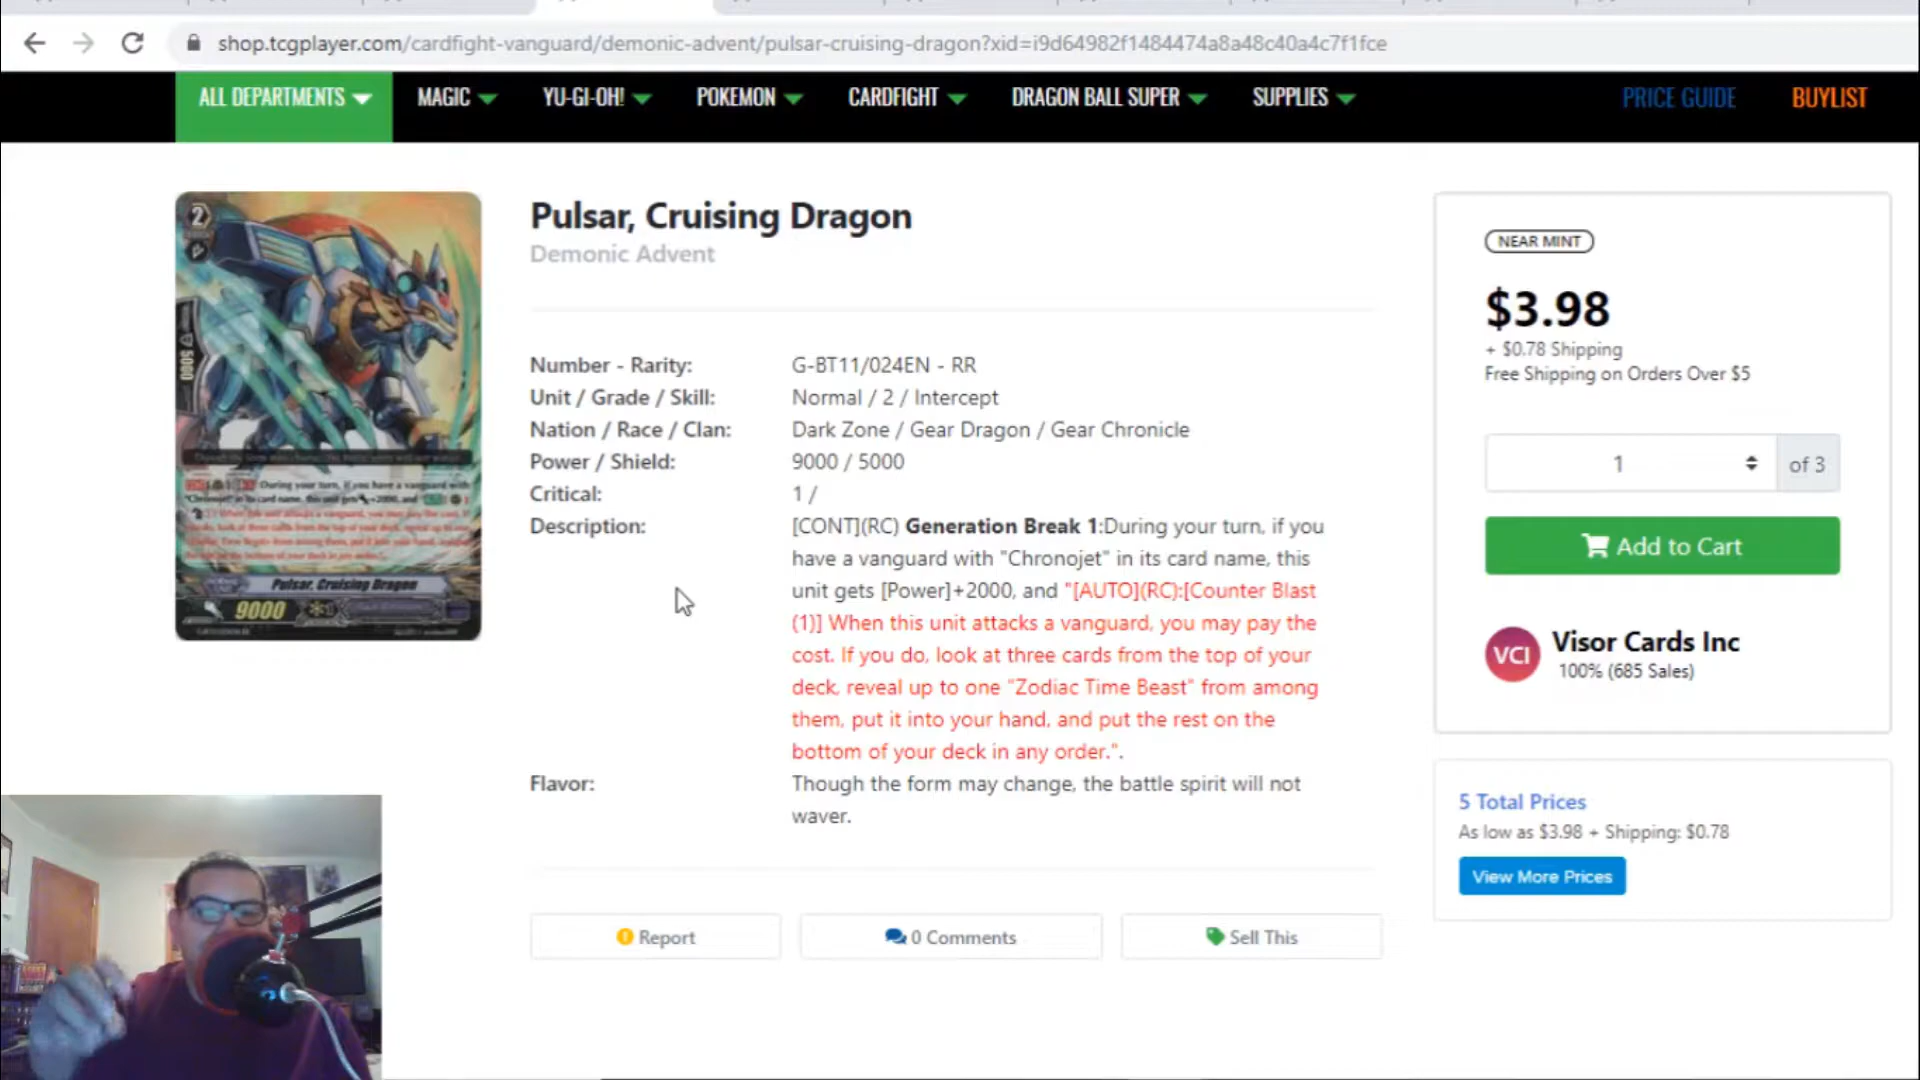 shop.tcgplayer.com/cardfight-vanguard/demonic-advent/pulsar-cruising-dragon?xid=i9d64982f1484474a8a48c40a4c7f1fce
ALL DEPARTMENTS MAGIC YU-GI-OH! POKEMON CARDFIGHT DRAGON BALL SUPER SUPPLIES PRICE GUIDE BUYLIST
2
5000
Pulsar, Cruising Dragon
9000
Pulsar, Cruising Dragon
Demonic Advent
Number - Rarity: G-BT11/024EN - RR
Unit / Grade / Skill: Normal / 2 / Intercept
Nation / Race / Clan: Dark Zone / Gear Dragon / Gear Chronicle
Power / Shield: 9000 / 5000
Critical: 1 /
Description: [CONT](RC) Generation Break 1:During your turn, if you
have a vanguard with "Chronojet" in its card name, this
unit gets [Power]+2000, and "[AUTO](RC):[Counter Blast
(1)] When this unit attacks a vanguard, you may pay the
cost. If you do, look at three cards from the top of your
deck, reveal up to one "Zodiac Time Beast" from among
them, put it into your hand, and put the rest on the
bottom of your deck in any order.".
Flavor: Though the form may change, the battle spirit will not
waver.
Report
0 Comments
Sell This
NEAR MINT
$3.98
+ $0.78 Shipping
Free Shipping on Orders Over $5
1 of 3
Add to Cart
VCI
Visor Cards Inc
100% (685 Sales)
5 Total Prices
As low as $3.98 + Shipping: $0.78
View More Prices